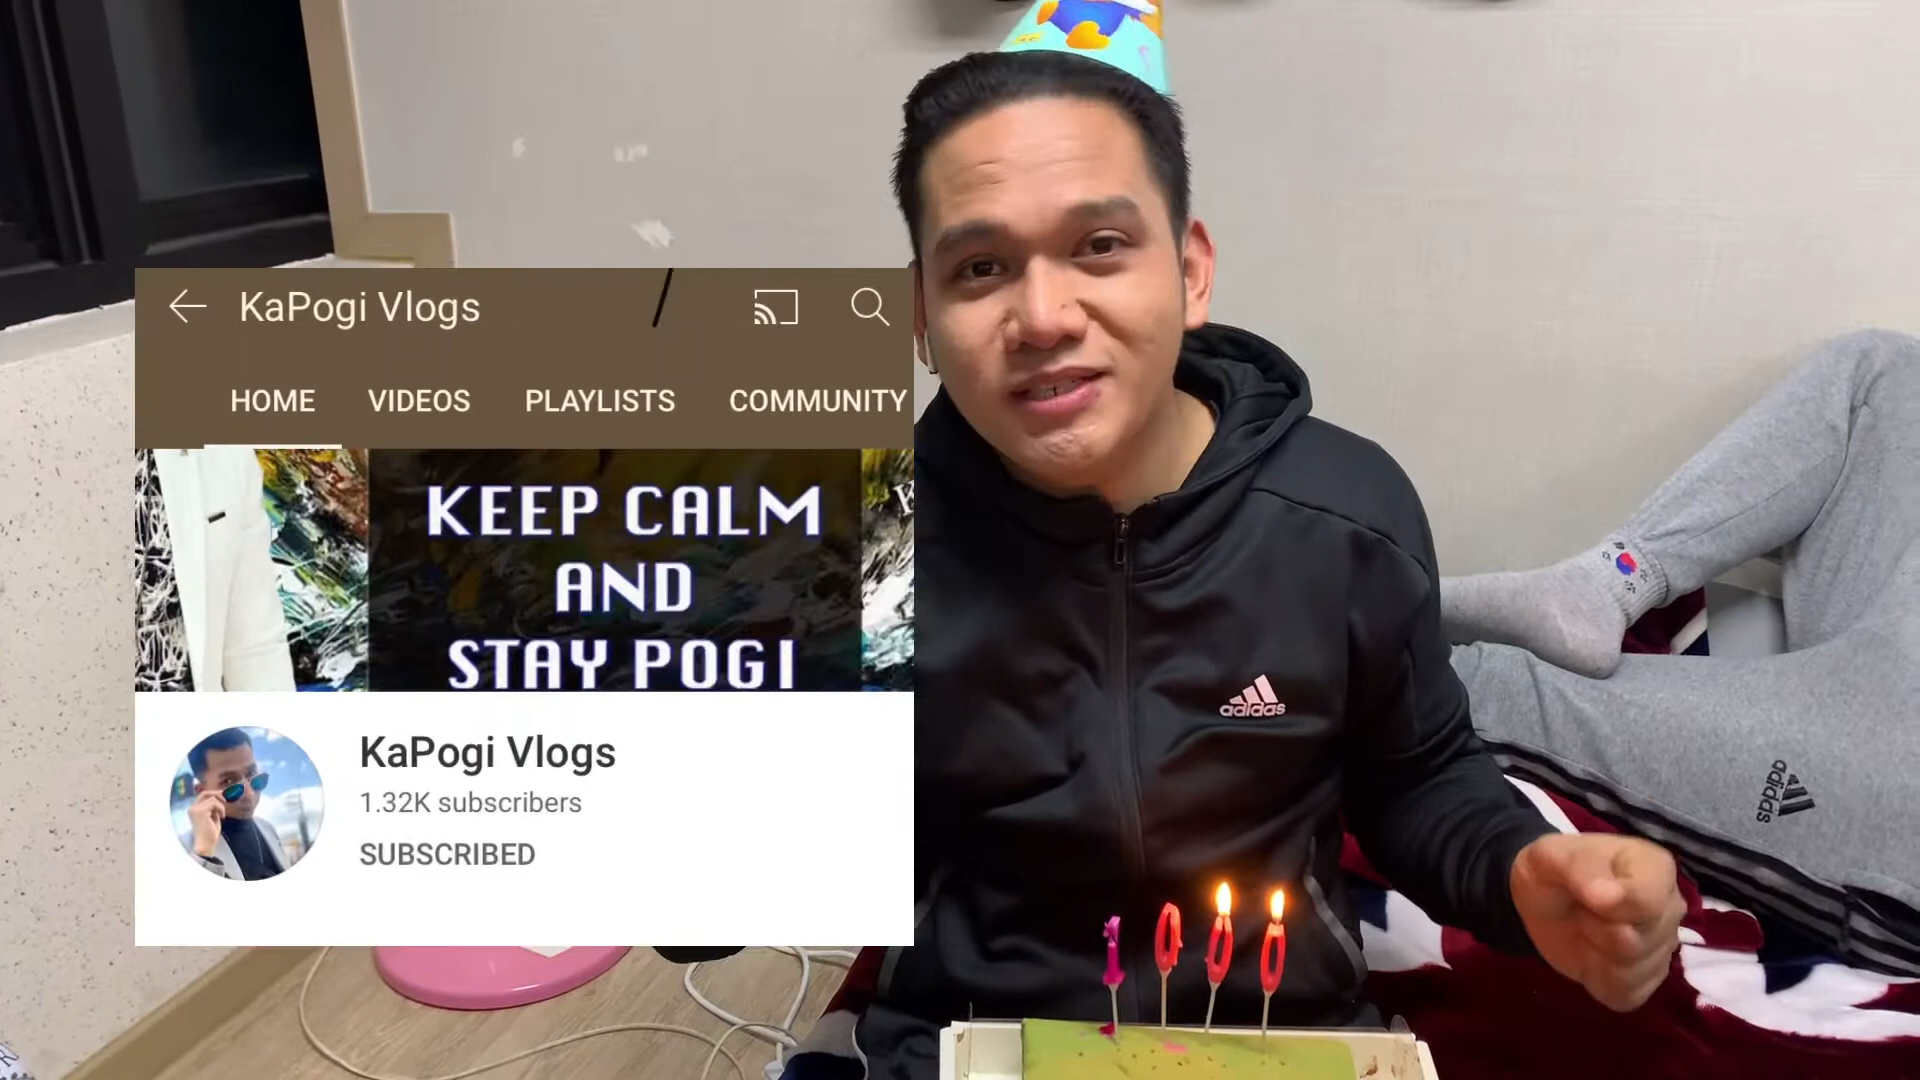 KaPogi Vlogs
HOME VIDEOS PLAYLISTS COMMUNITY
KEEP CALM
AND
STAY POGI
KaPogi Vlogs
1.32K subscribers
SUBSCRIBED
adidas
adidas
1000